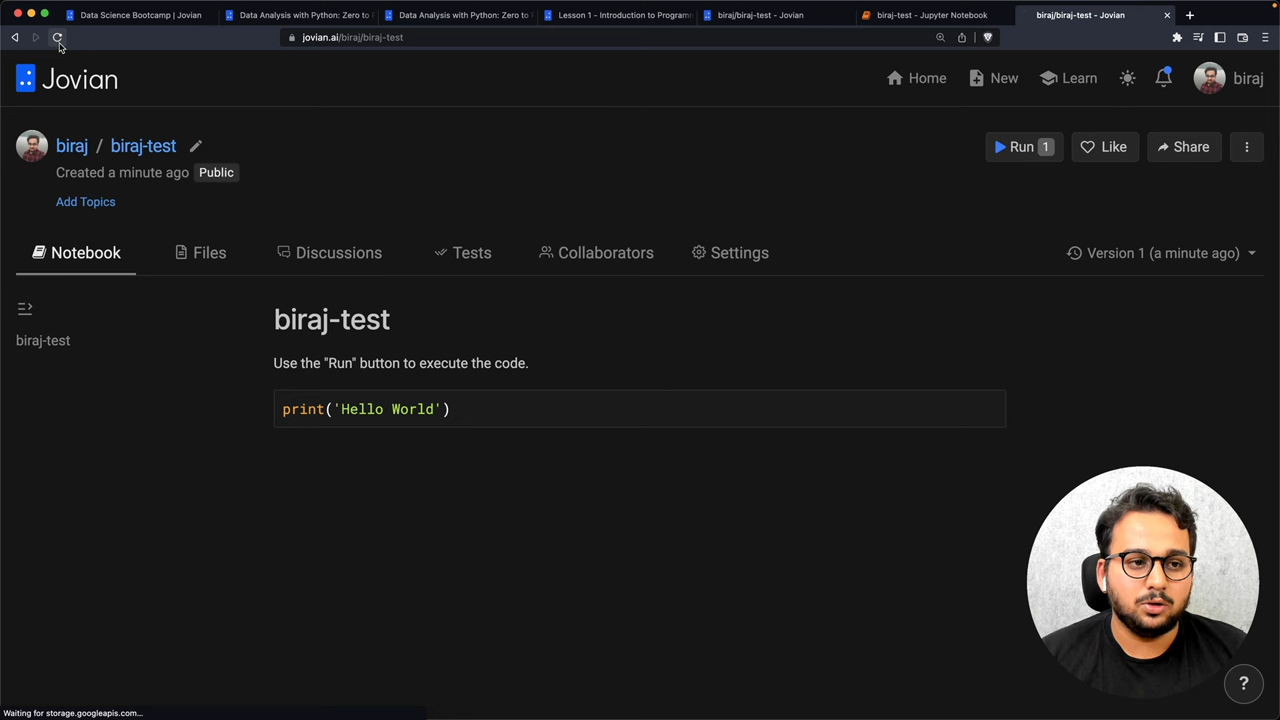 Data Science Bootcamp | Jovian
Data Analysis with Python: Zero to
Data Analysis with Python: Zero to
Lesson 1 - Introduction to Program
biraj/biraj-test - Jovian
biraj-test - Jupyter Notebook
biraj/biraj-test - Jovian
jovian.ai/biraj/biraj-test
Jovian
Home
New
Learn
biraj
biraj / biraj-test
Run 1
Like
Share
Created a minute ago Public
Add Topics
Notebook
Files
Discussions
Tests
Collaborators
Settings
Version 1 (a minute ago)
biraj-test
biraj-test
Use the "Run" button to execute the code.
print('Hello World')
?
Waiting for storage.googleapis.com...